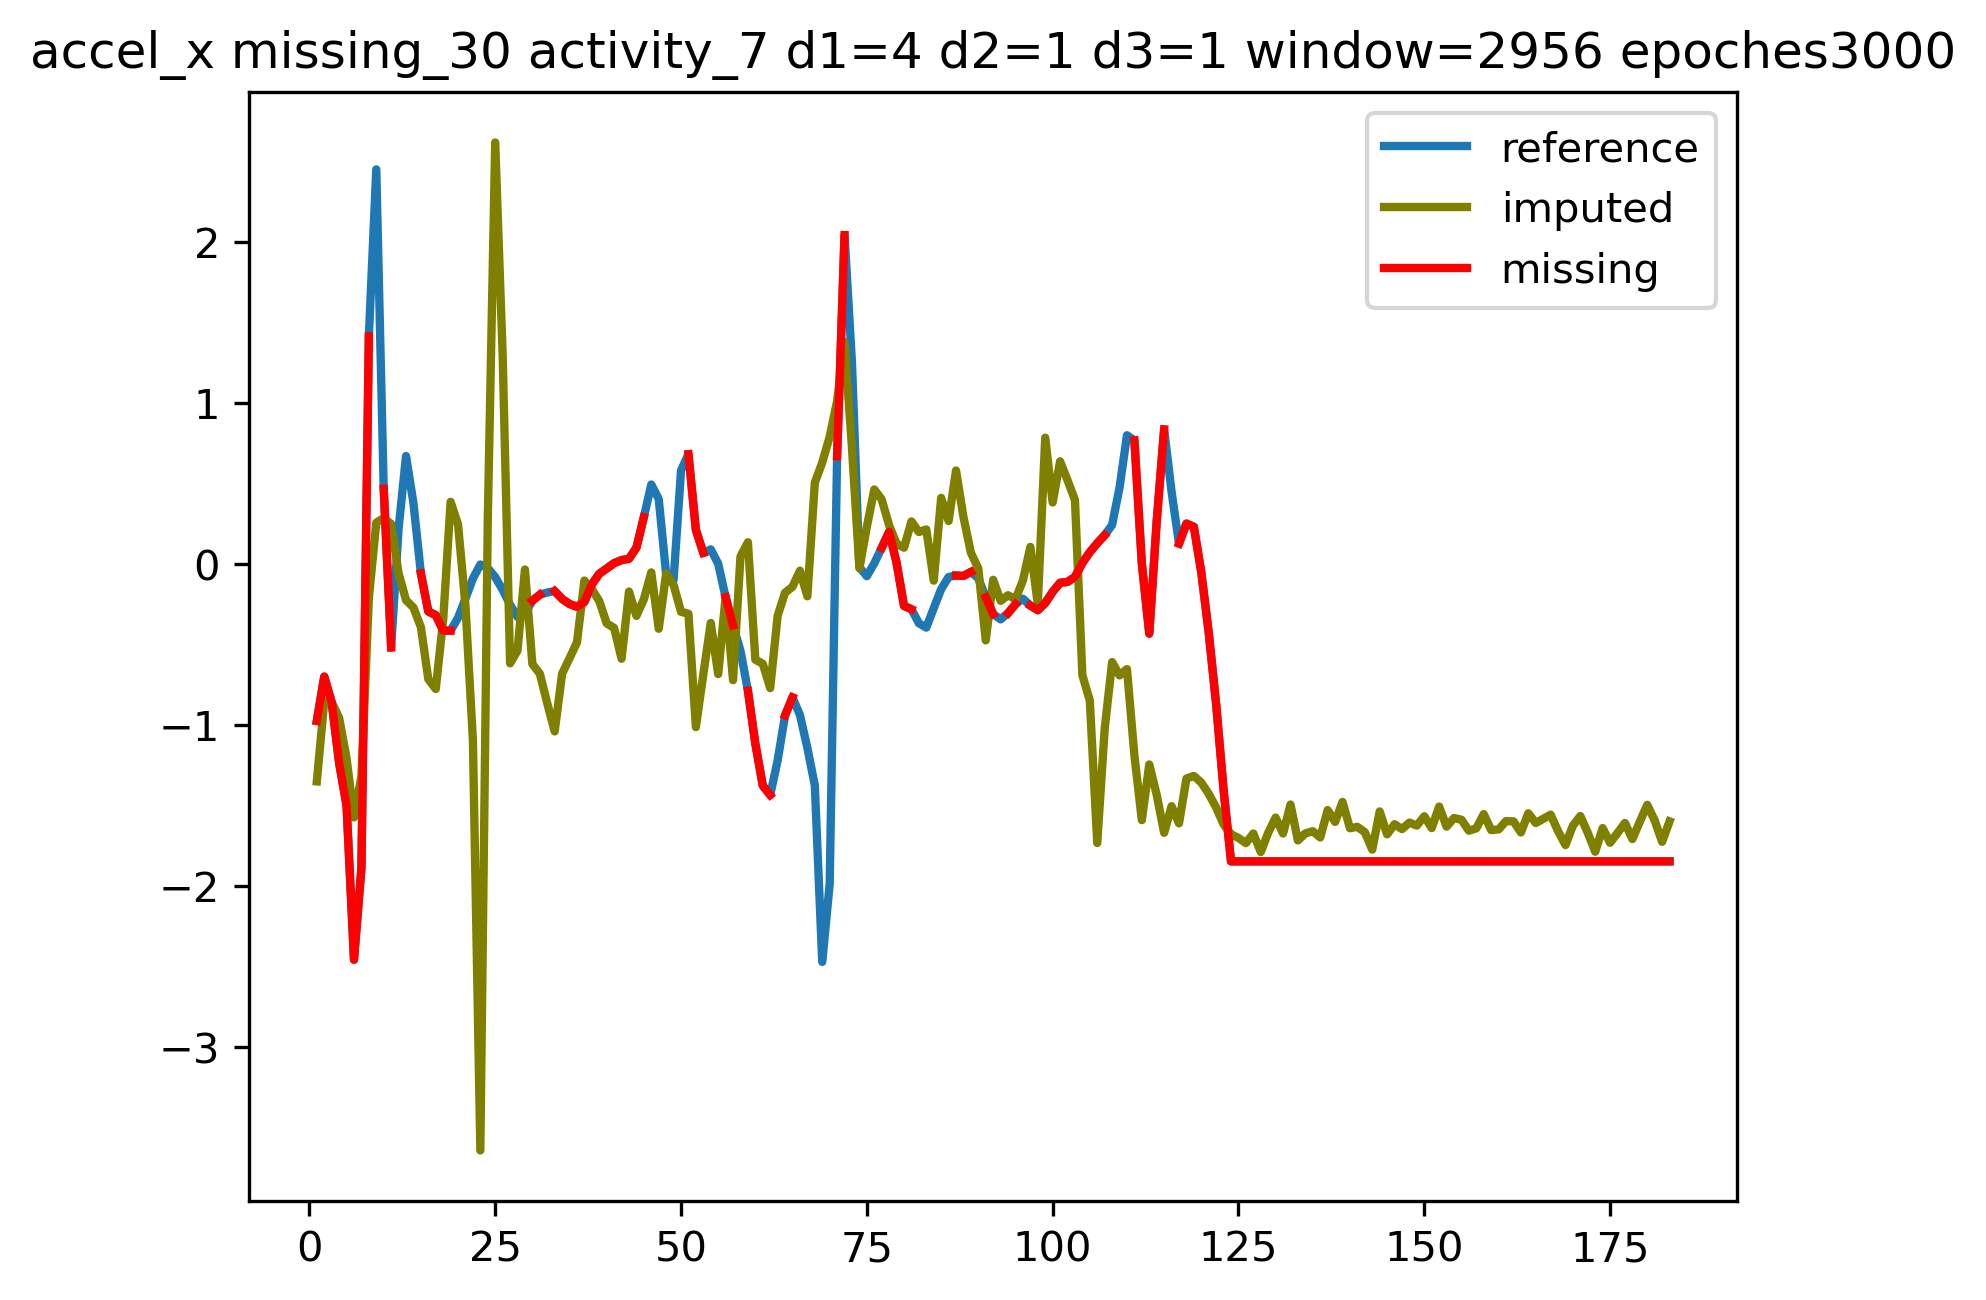 accel_x missing_30 activity_7 d1=4 d2=1 d3=1 window=2956 epoches3000
reference
imputed
missing
2
1
0
−1
−2
−3
0 25 50 75 100 125 150 175